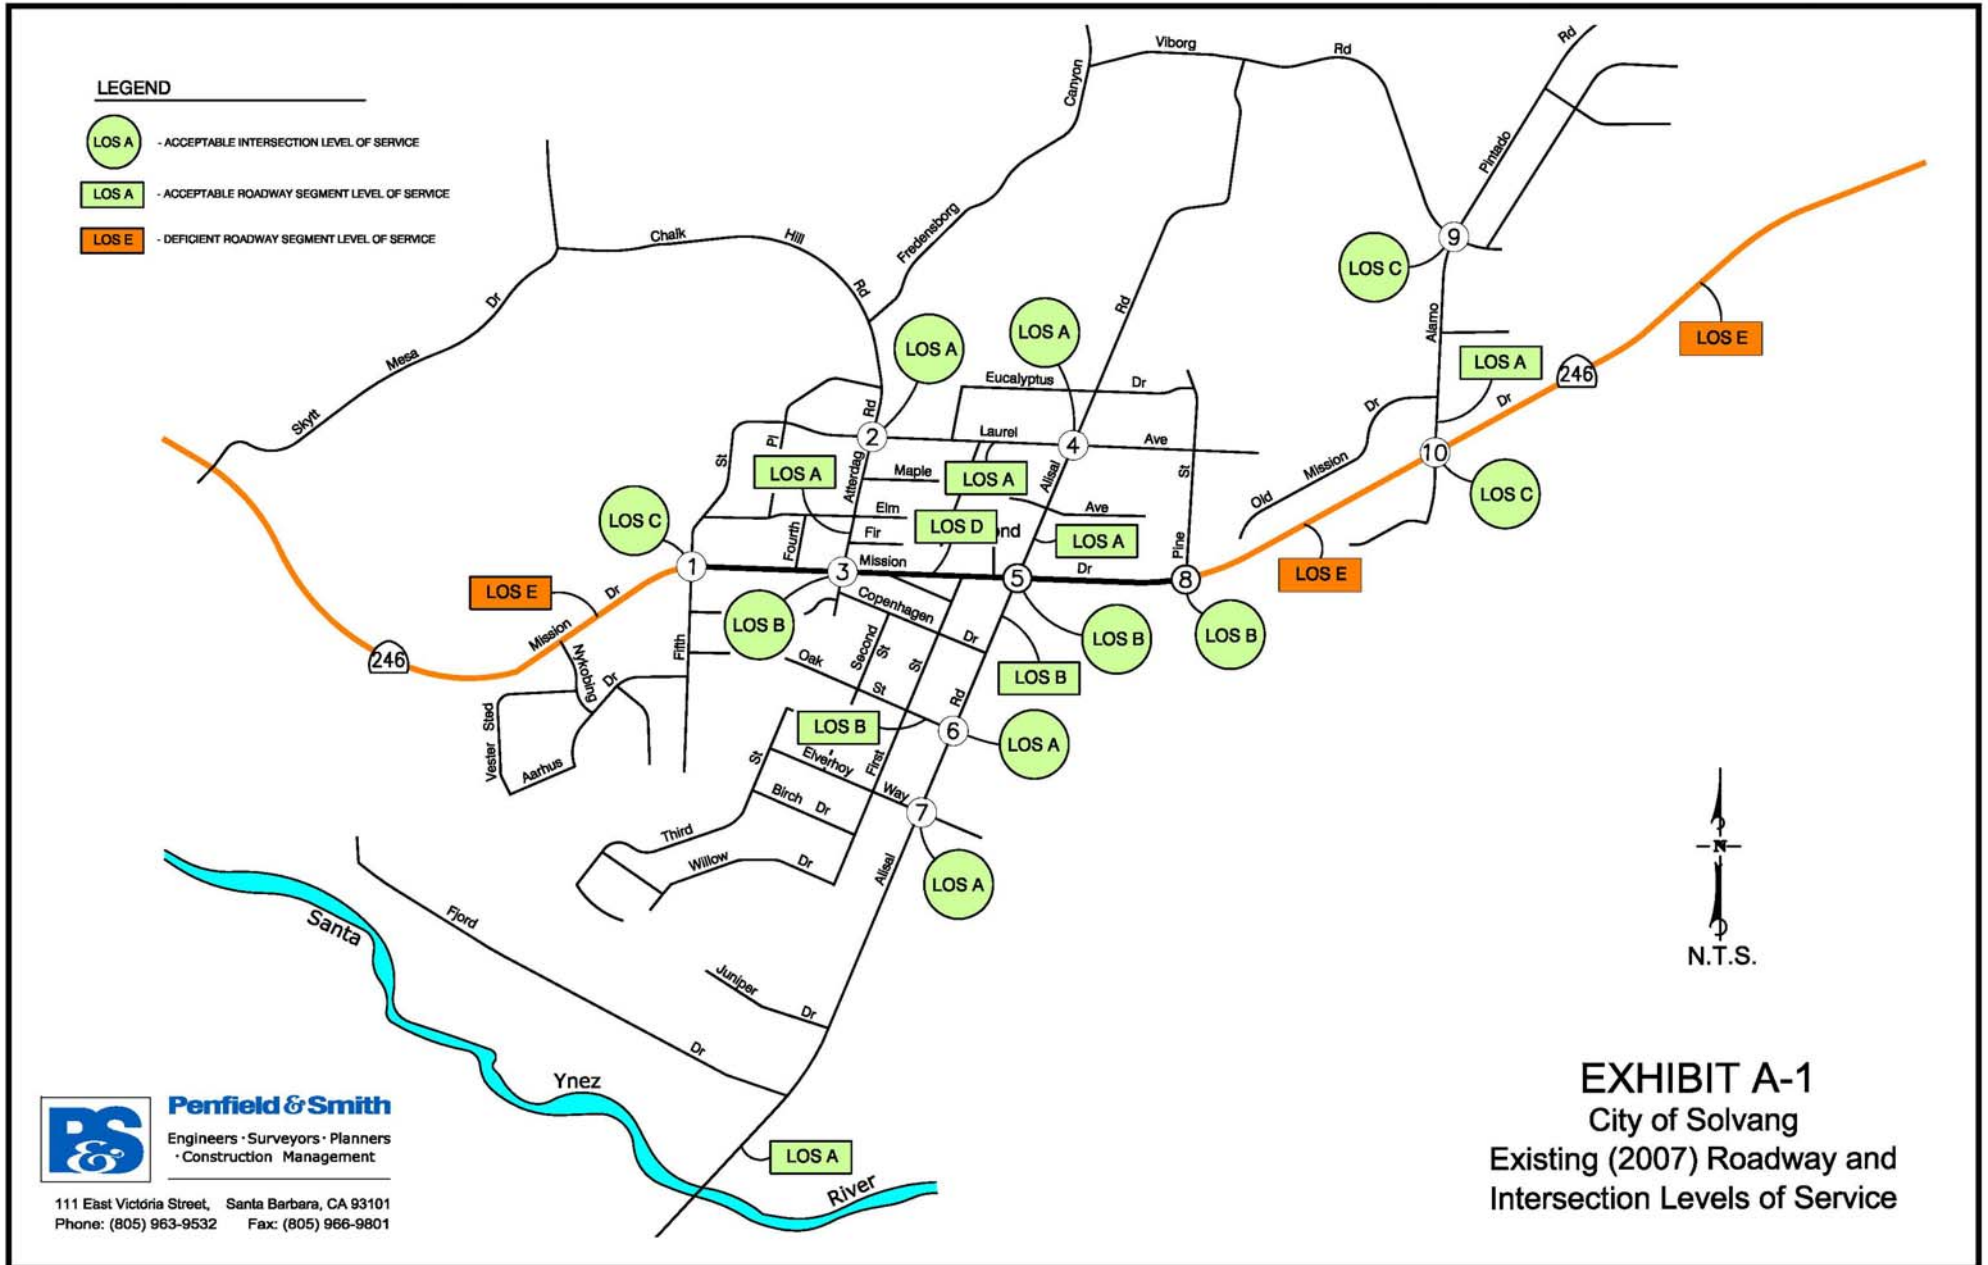 LEGEND
LOS A - ACCEPTABLE INTERSECTION LEVEL OF SERVICE
LOS A - ACCEPTABLE ROADWAY SEGMENT LEVEL OF SERVICE
LOS E - DEFICIENT ROADWAY SEGMENT LEVEL OF SERVICE
Viborg Rd
Rd
Canyon
Pintado
Fredensborg
Chalk Hill Rd
9
LOS C
Skytt Mesa Dr
Rd
Alamo
LOS E
LOS A
LOS A
LOS A
246
Dr
Eucalyptus Dr
Rd
Dr
2
Laurel
4
Ave
Pl
St
10
LOS A
Atterdag
Maple
LOS A
Alisal
St
Old Mission
LOS C
LOS C
Elm
Ave
Fourth
Fir
LOS D
nd
LOS A
Pine
1
3
Mission
5
Dr
8
LOS E
LOS E
Mission Dr
LOS B
Copenhagen Dr
LOS B
LOS B
Fifth
246
Nykobing
Dr
Oak St
Second St
St
LOS B
Rd
Vester Sted
Aarhus
LOS B
6
LOS A
St
Elverhoy Way
First
7
Birch Dr
Third
Willow Dr
Alisal
LOS A
Fjord Dr
Juniper Dr
Santa Ynez River
LOS A
N
N.T.S.
P&S
Penfield & Smith
Engineers · Surveyors · Planners
· Construction Management
111 East Victoria Street, Santa Barbara, CA 93101
Phone: (805) 963-9532 Fax: (805) 966-9801
EXHIBIT A-1
City of Solvang
Existing (2007) Roadway and
Intersection Levels of Service